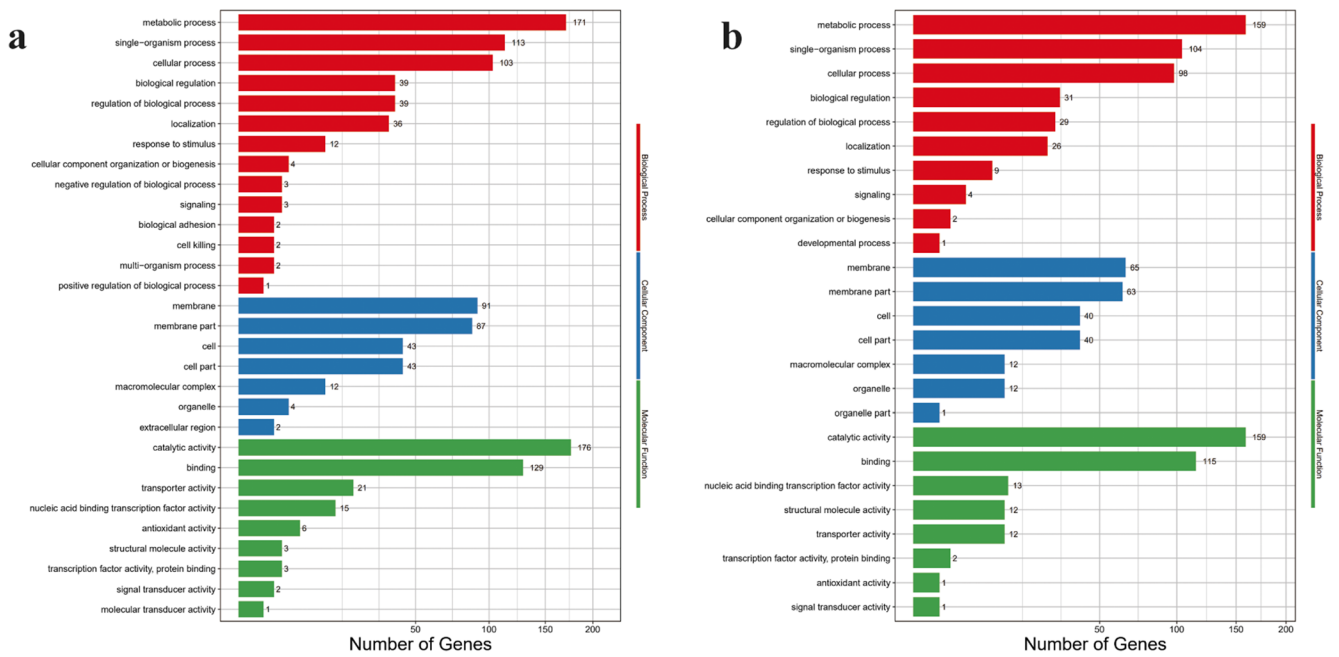 a
metabolic process 171
single-organism process 113
cellular process 103
biological regulation 39
regulation of biological process 39
localization 36
response to stimulus 12
cellular component organization or biogenesis 4
negative regulation of biological process 3
signaling 3
biological adhesion 2
cell killing 2
multi-organism process 2
positive regulation of biological process 1
membrane 91
membrane part 87
cell 43
cell part 43
macromolecular complex 12
organelle 4
extracellular region 2
catalytic activity 176
binding 129
transporter activity 21
nucleic acid binding transcription factor activity 15
antioxidant activity 6
structural molecule activity 3
transcription factor activity, protein binding 3
signal transducer activity 2
molecular transducer activity 1
50 100 150 200
Number of Genes
Biological Process
Cellular Component
Molecular Function
b
metabolic process 159
single-organism process 104
cellular process 98
biological regulation 31
regulation of biological process 29
localization 26
response to stimulus 9
signaling 4
cellular component organization or biogenesis 2
developmental process 1
membrane 65
membrane part 63
cell 40
cell part 40
macromolecular complex 12
organelle 12
organelle part 1
catalytic activity 159
binding 115
nucleic acid binding transcription factor activity 13
structural molecule activity 12
transporter activity 12
transcription factor activity, protein binding 2
antioxidant activity 1
signal transducer activity 1
50 100 150 200
Number of Genes
Biological Process
Cellular Component
Molecular Function